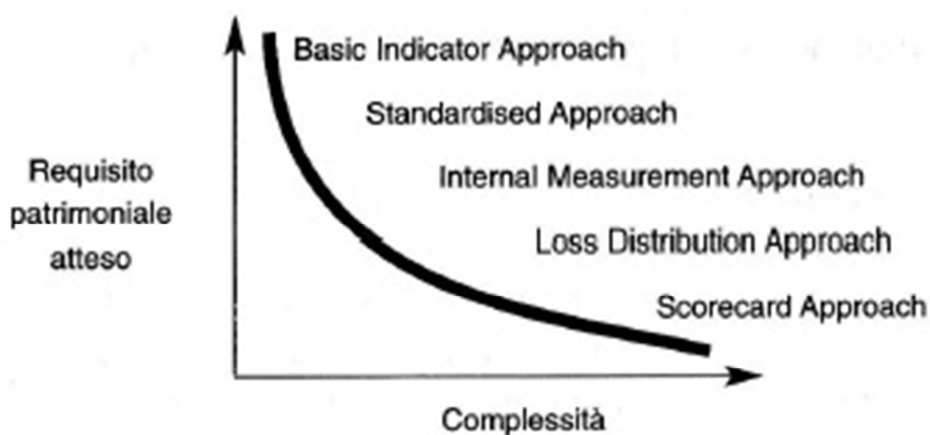 Basic Indicator Approach
Standardised Approach
Requisito
patrimoniale
atteso
Internal Measurement Approach
Loss Distribution Approach
Scorecard Approach
Complessità